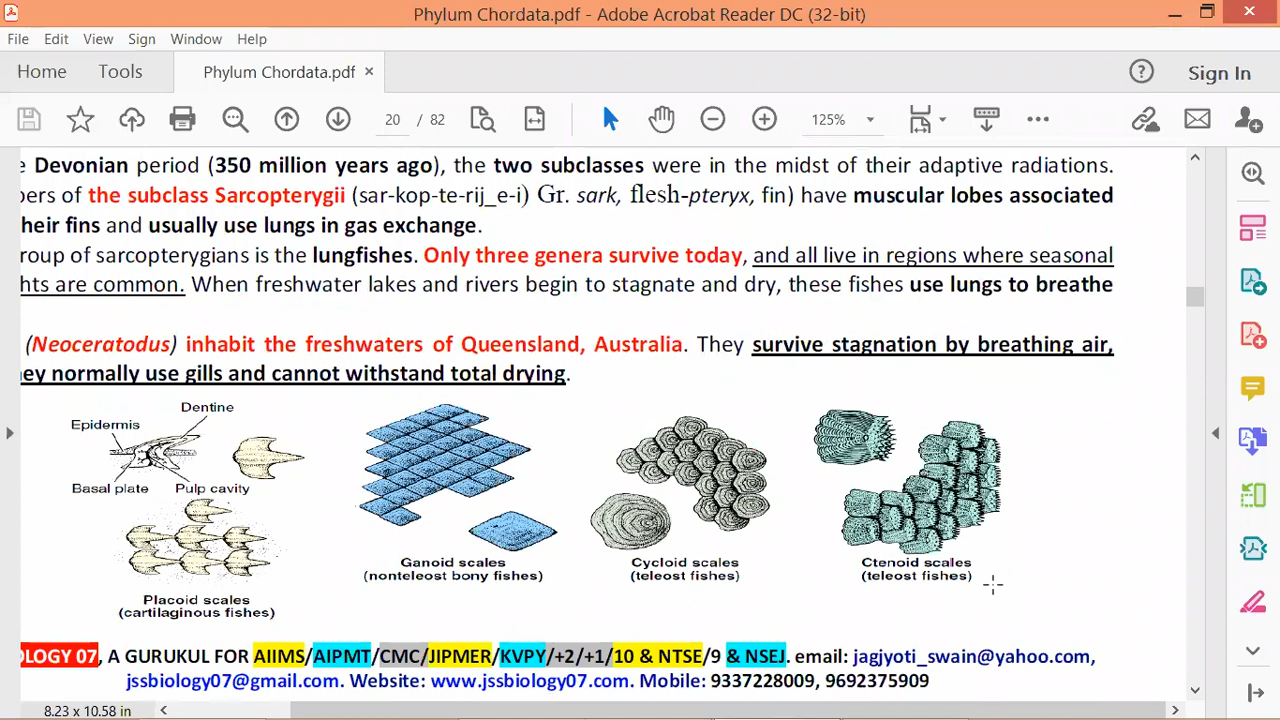 Phylum Chordata.pdf - Adobe Acrobat Reader DC (32-bit)
File Edit View Sign Window Help
Home Tools Phylum Chordata.pdf × Sign In
20 / 82 125%
e Devonian period (350 million years ago), the two subclasses were in the midst of their adaptive radiations.
bers of the subclass Sarcopterygii (sar-kop-te-rij_e-i) Gr. sark, flesh-pteryx, fin) have muscular lobes associated
heir fins and usually use lungs in gas exchange.
group of sarcopterygians is the lungfishes. Only three genera survive today, and all live in regions where seasonal
hts are common. When freshwater lakes and rivers begin to stagnate and dry, these fishes use lungs to breathe
(Neoceratodus) inhabit the freshwaters of Queensland, Australia. They survive stagnation by breathing air,
ey normally use gills and cannot withstand total drying.
Dentine
Epidermis
Basal plate Pulp cavity
Placoid scales
(cartilaginous fishes)
Ganoid scales
(nonteleost bony fishes)
Cycloid scales
(teleost fishes)
Ctenoid scales
(teleost fishes)
OLOGY 07, A GURUKUL FOR AIIMS/AIPMT/CMC/JIPMER/KVPY/+2/+1/10 & NTSE/9 & NSEJ. email: jagjyoti_swain@yahoo.com,
jssbiology07@gmail.com. Website: www.jssbiology07.com. Mobile: 9337228009, 9692375909
8.23 x 10.58 in